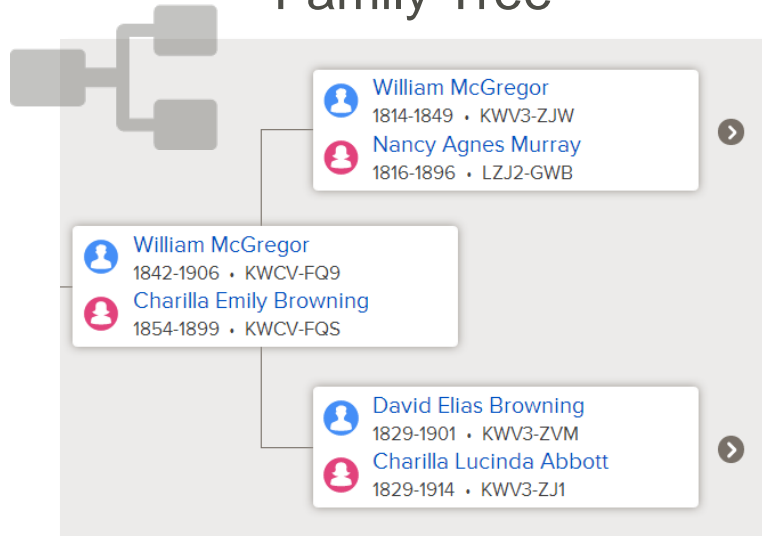 Family Tree
William McGregor
1814-1849 • KWV3-ZJW
Nancy Agnes Murray
1816-1896 • LZJ2-GWB
William McGregor
1842-1906 • KWCV-FQ9
Charilla Emily Browning
1854-1899 • KWCV-FQS
David Elias Browning
1829-1901 • KWV3-ZVM
Charilla Lucinda Abbott
1829-1914 • KWV3-ZJ1